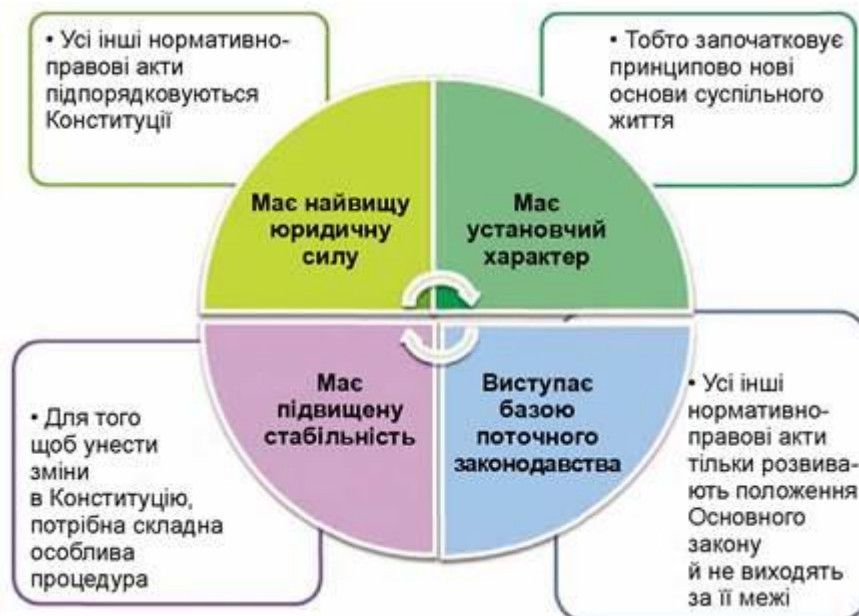 • Усі інші нормативно-
правові акти
підпорядковуються
Конституції
• Тобто започатковує
принципово нові
основи суспільного
життя
Має найвищу
юридичну
силу
Має
установчий
характер
Має
підвищену
стабільність
Виступає
базою
поточного
законодавства
• Для того
щоб унести
зміни
в Конституцію,
потрібна складна
особлива
процедура
• Усі інші
нормативно-
правові акти
тільки розвива-
ють положення
Основного
закону
й не виходять
за її межі